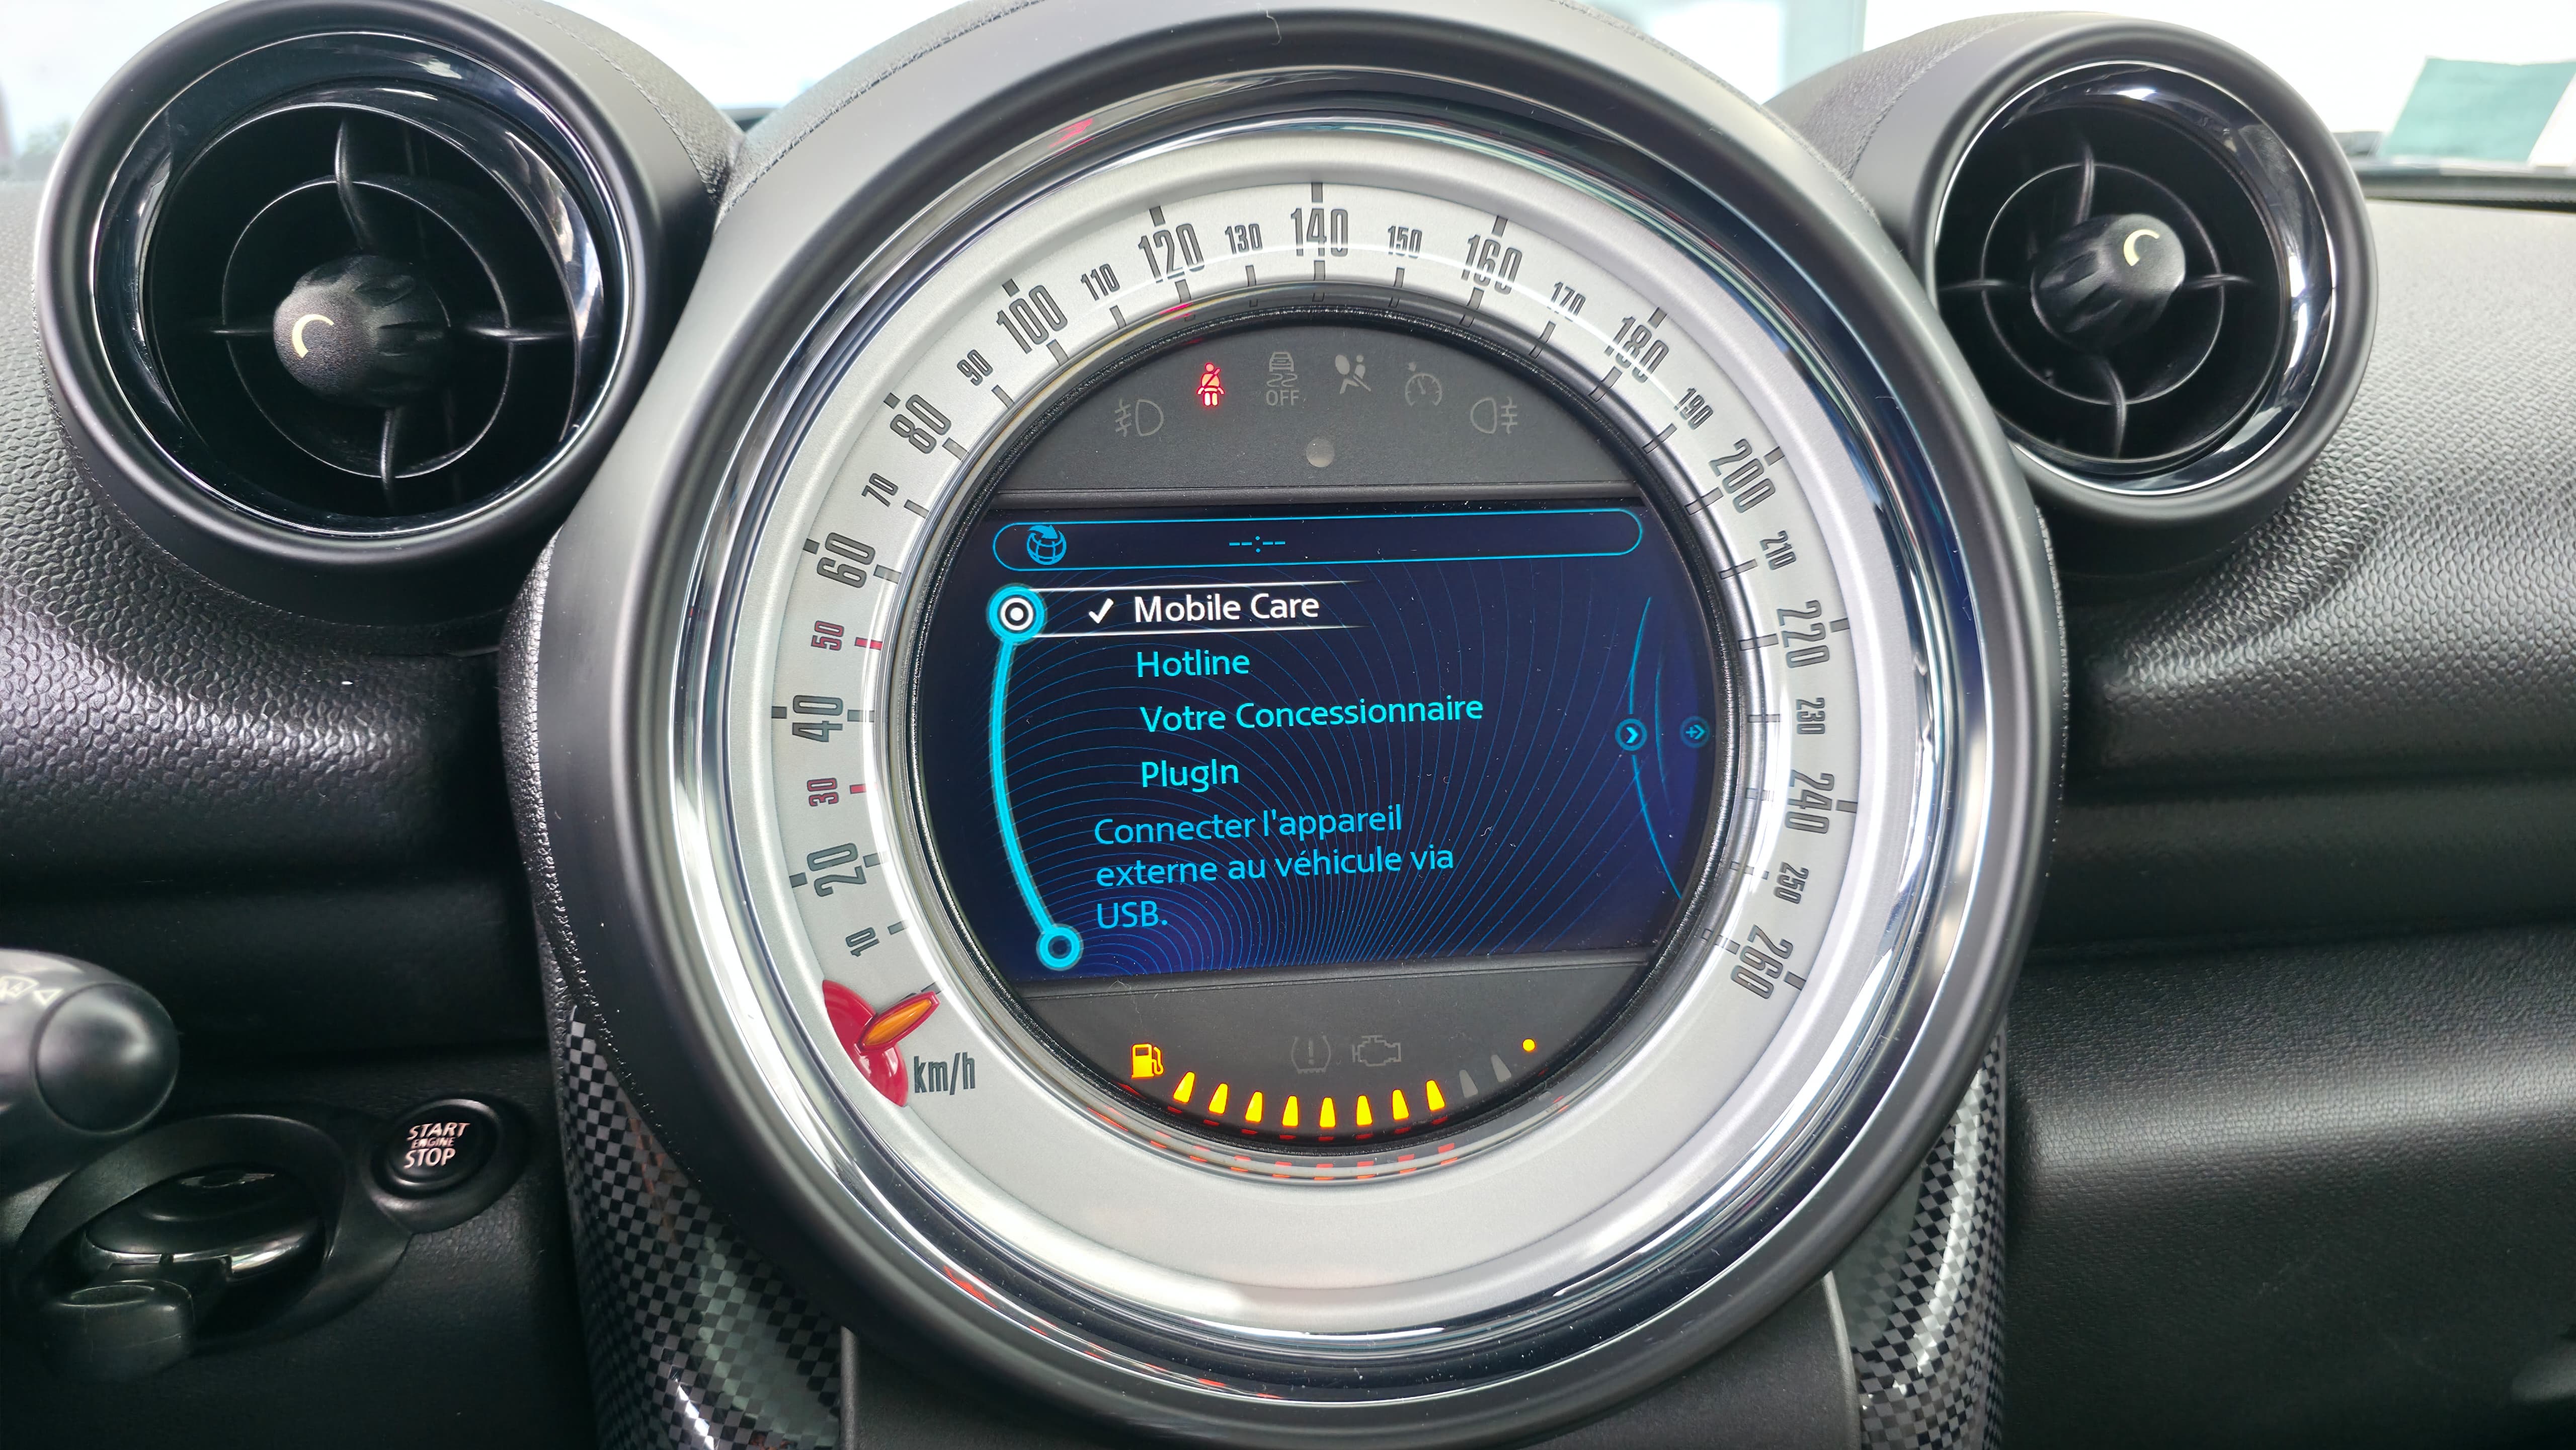 140
130
150
120
160
110
170
100
180
90
190
80
200
OFF
70
210
60
220
50
230
40
240
30
250
20
260
10
km/h
--:--
Mobile Care
Hotline
Votre Concessionnaire
PlugIn
Connecter l'appareil
externe au véhicule via
USB.
START
ENGINE
STOP